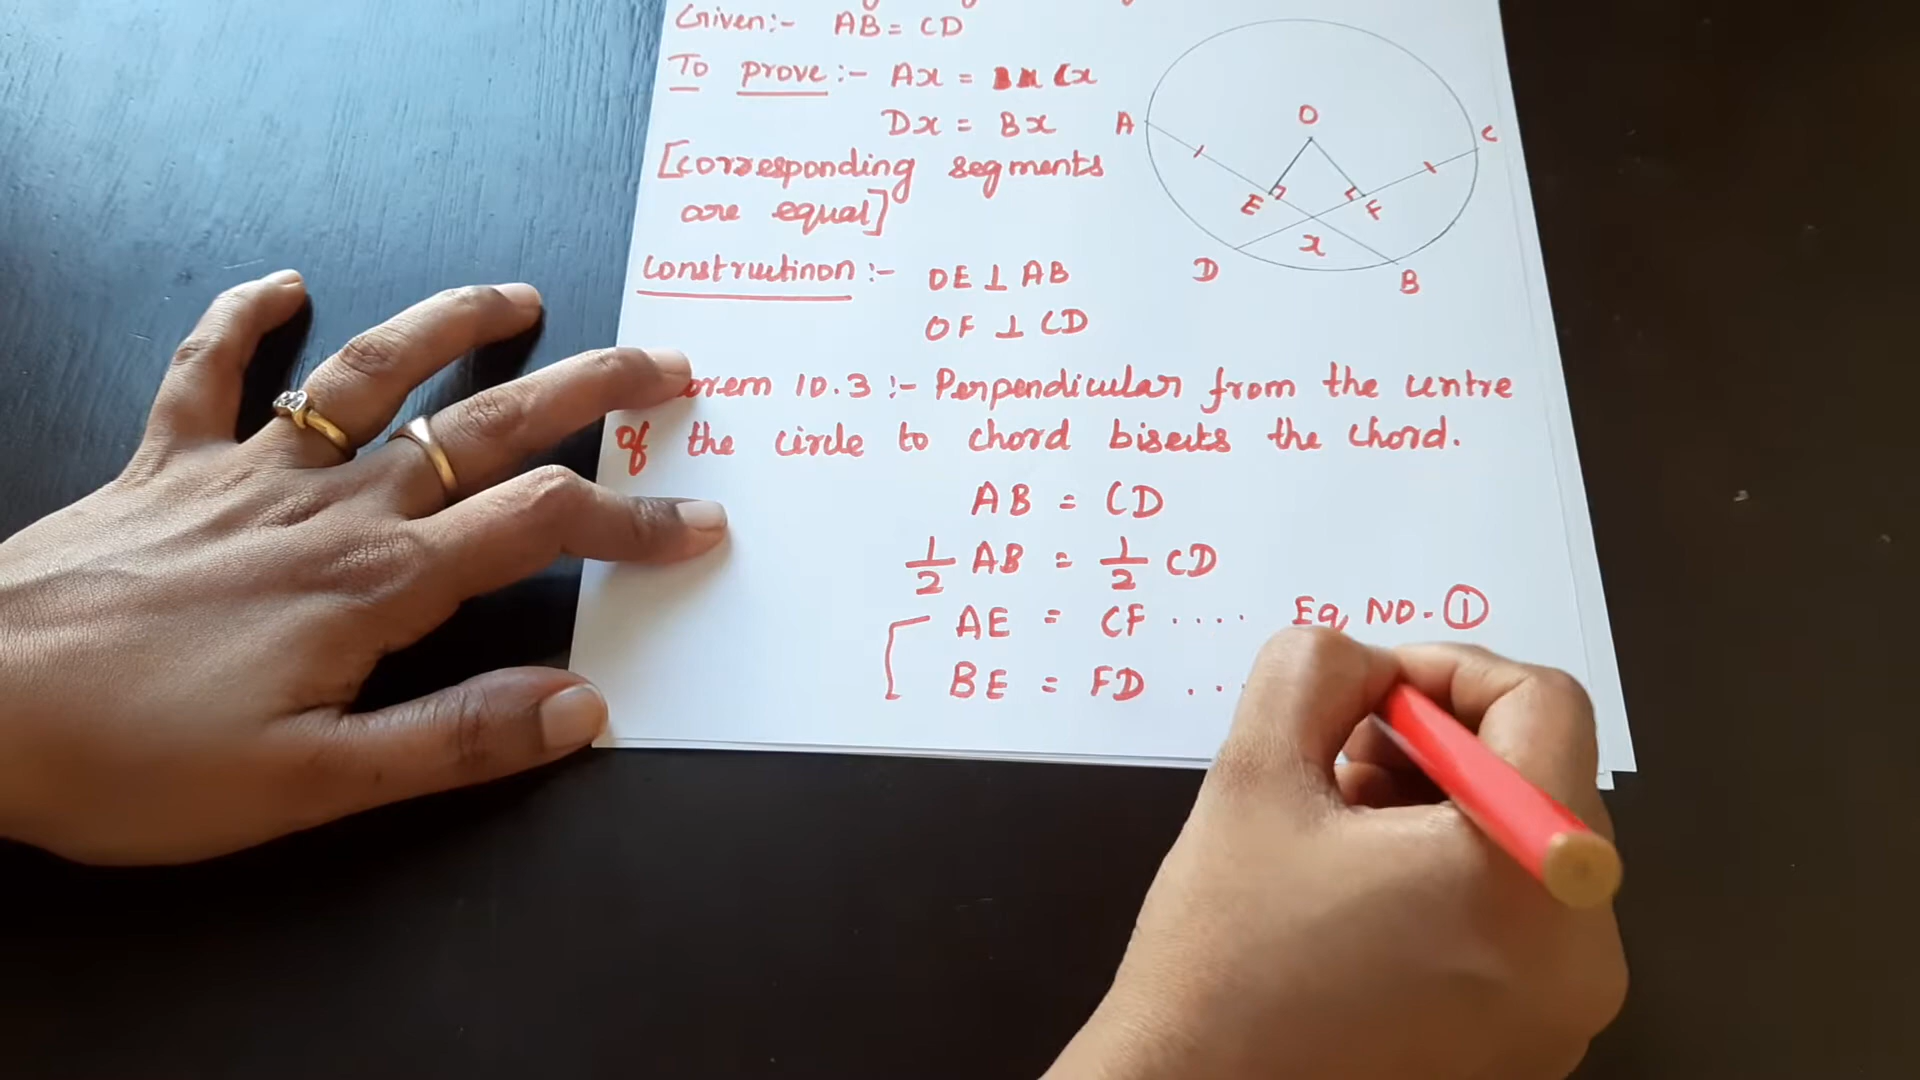 Given:- AB = CD
To prove :- Ax = Cx
Dx = Bx
[corresponding segments
are equal]
Constructinon :- OE ⊥ AB
OF ⊥ CD
orem 10.3 :- Perpendicular from the centre
of the circle to chord bisects the chord.
AB = CD
1/2 AB = 1/2 CD
AE = CF .... Eq NO - ①
BE = FD ...
O
A
C
E
F
x
D
B